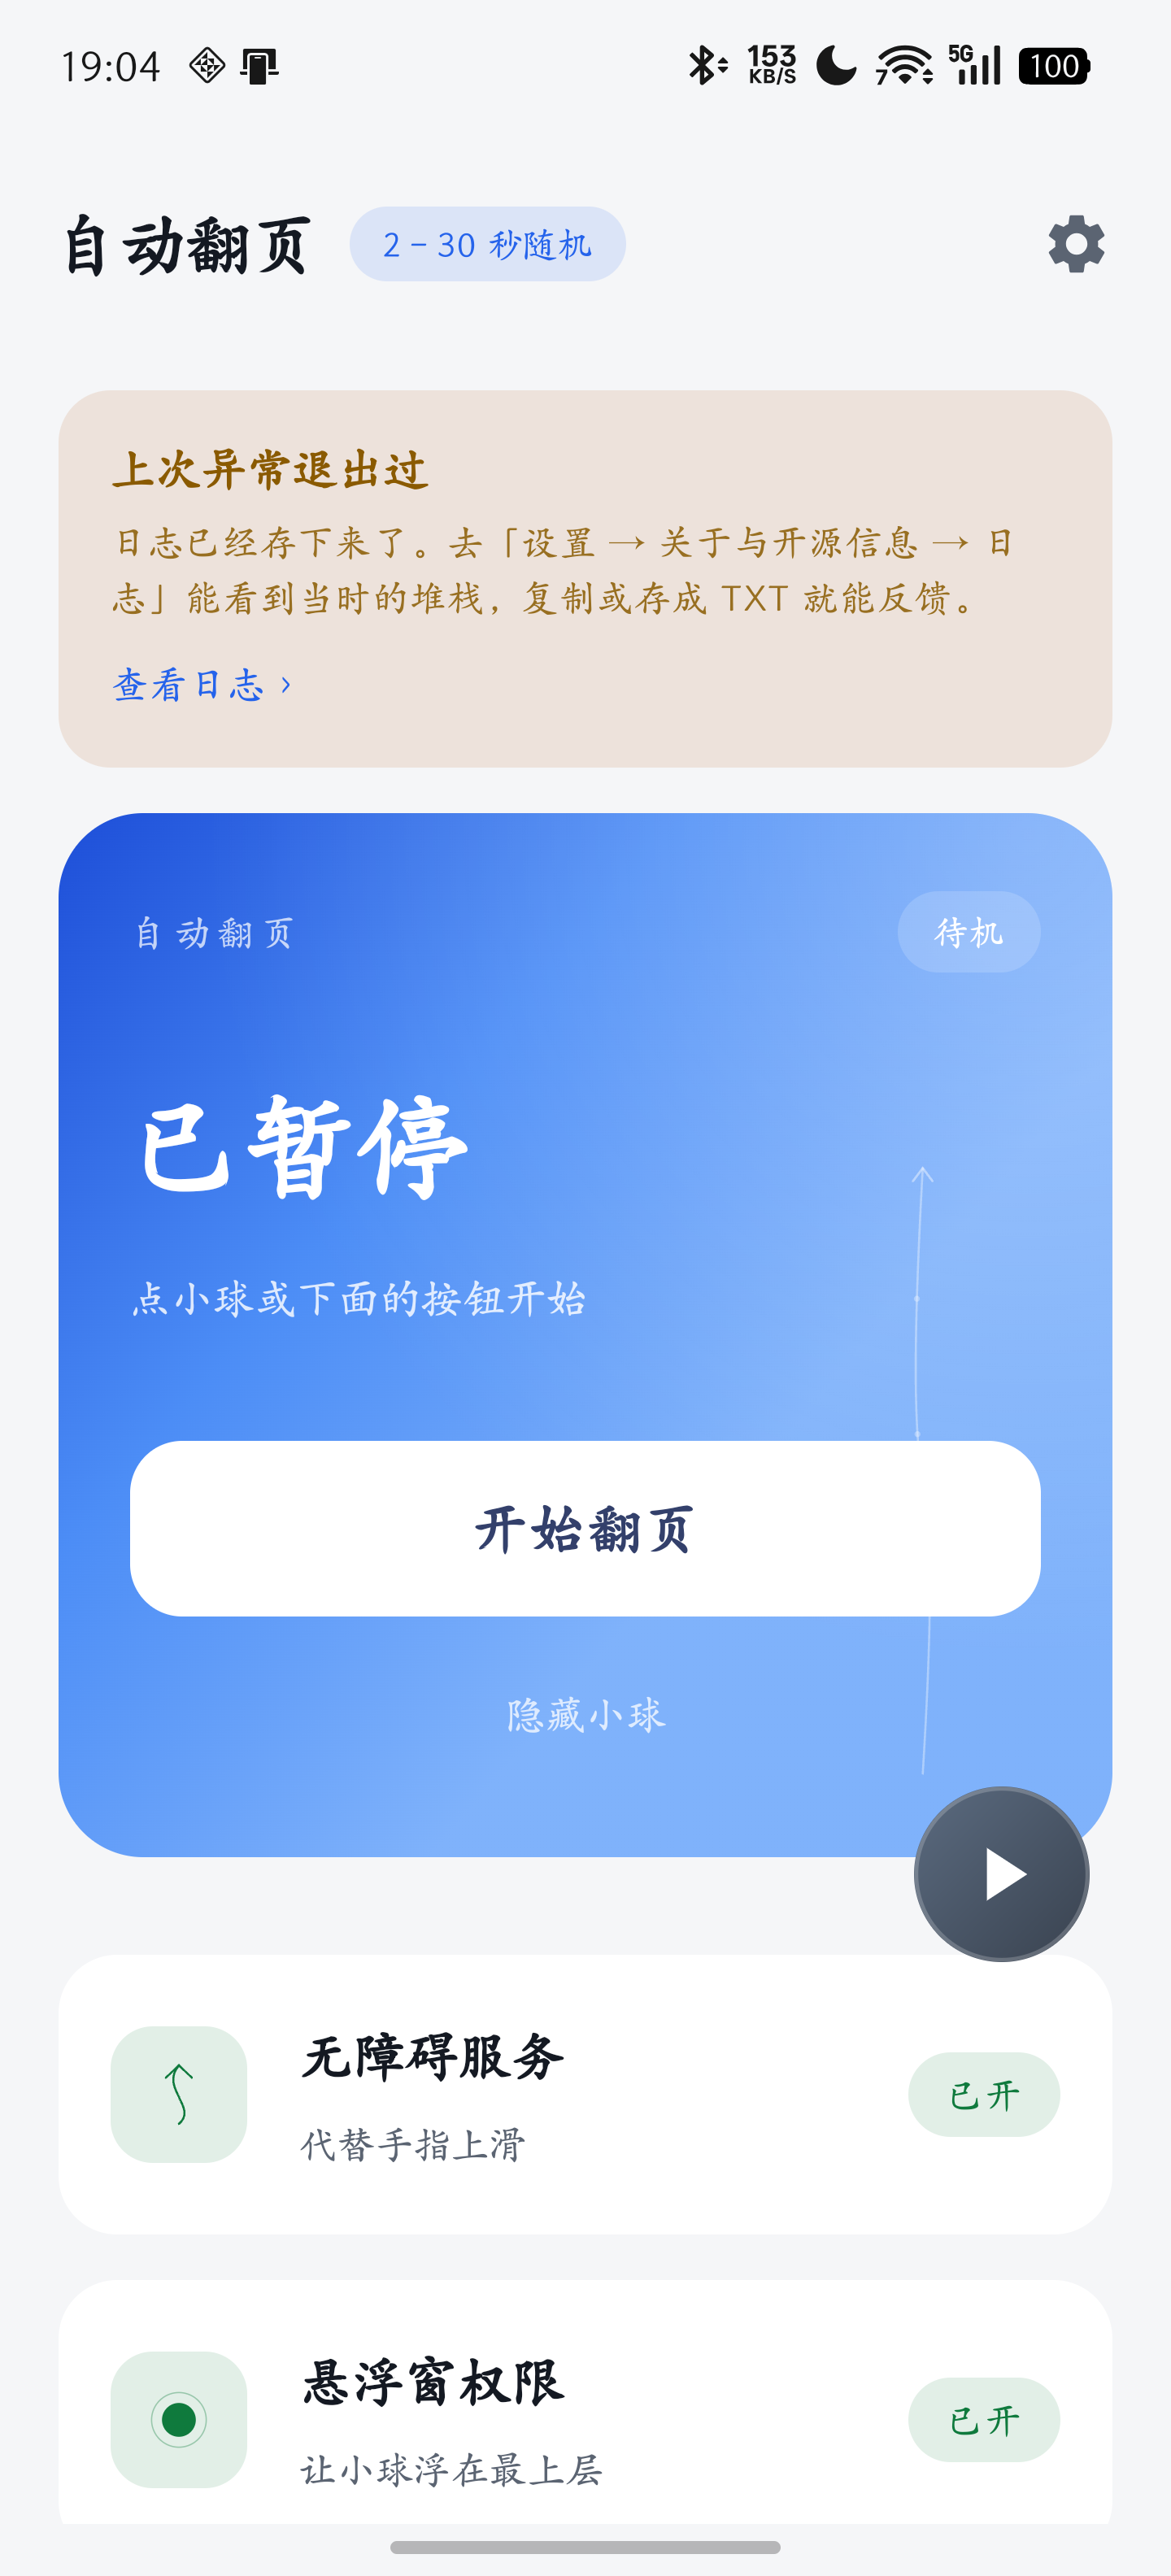 19:04
153 KB/S
7
5G
100
自动翻页
2 – 30 秒随机
上次异常退出过
日志已经存下来了。去「设置 → 关于与开源信息 → 日
志」能看到当时的堆栈，复制或存成 TXT 就能反馈。
查看日志 ›
自动翻页
待机
已暂停
点小球或下面的按钮开始
开始翻页
隐藏小球
无障碍服务
代替手指上滑
已开
悬浮窗权限
让小球浮在最上层
已开